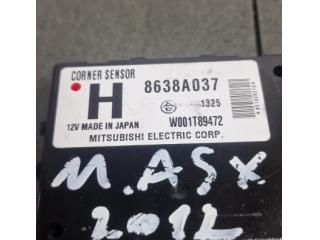 CORNER SENSOR
H 8638A037
1325
12V MADE IN JAPAN W001T89472
MITSUBISHI ELECTRIC CORP.
M. ASX
2012